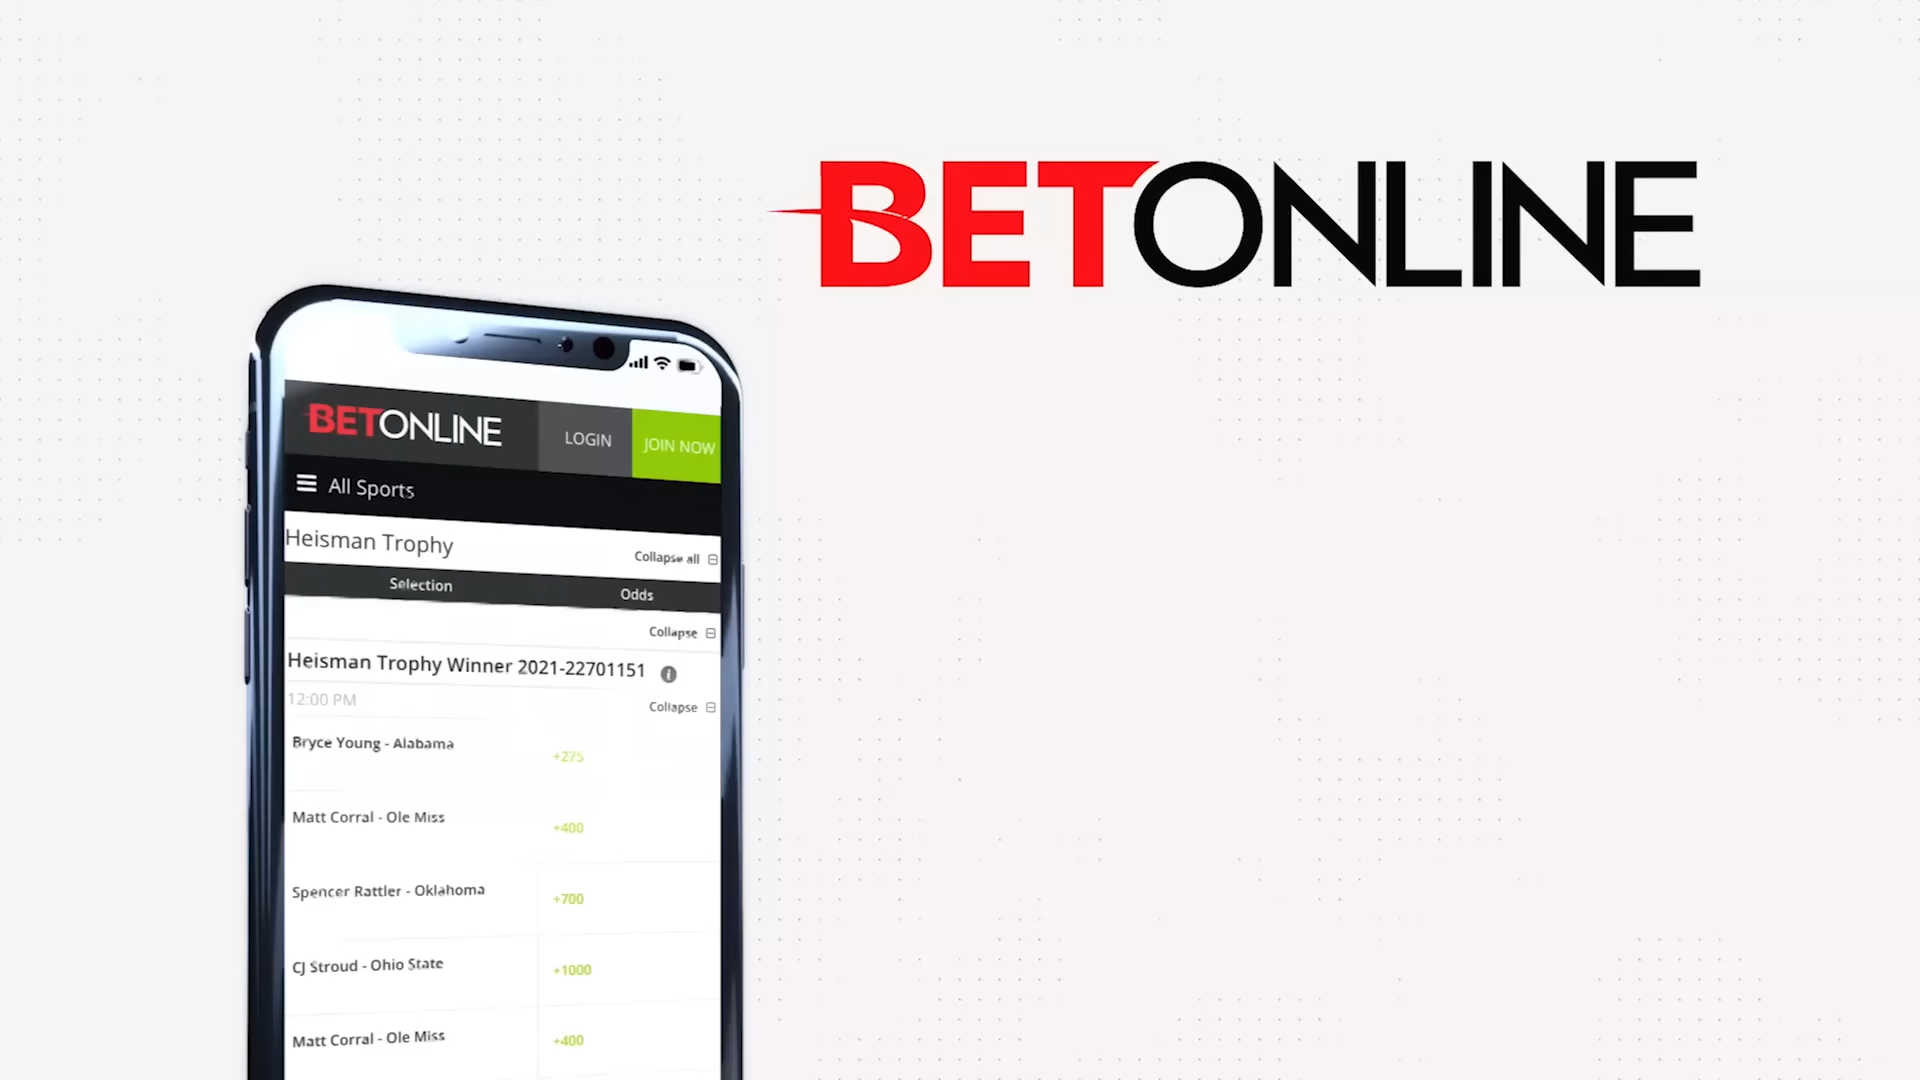 BETONLINE
BETONLINE LOGIN JOIN NOW
All Sports
Heisman Trophy Collapse all
Selection Odds
Collapse
Heisman Trophy Winner 2021-22701151
12:00 PM Collapse
Bryce Young - Alabama +275
Matt Corral - Ole Miss +400
Spencer Rattler - Oklahoma +700
CJ Stroud - Ohio State +1000
Matt Corral - Ole Miss +400